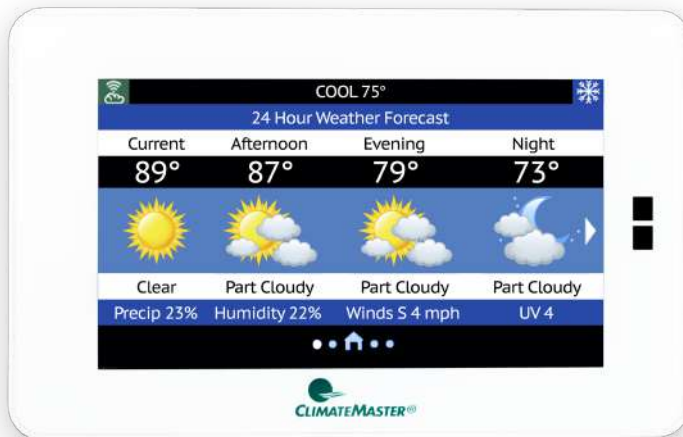 COOL 75°
24 Hour Weather Forecast
Current Afternoon Evening Night
89° 87° 79° 73°
Clear Part Cloudy Part Cloudy Part Cloudy
Precip 23% Humidity 22% Winds S 4 mph UV 4
CLIMATEMASTER®